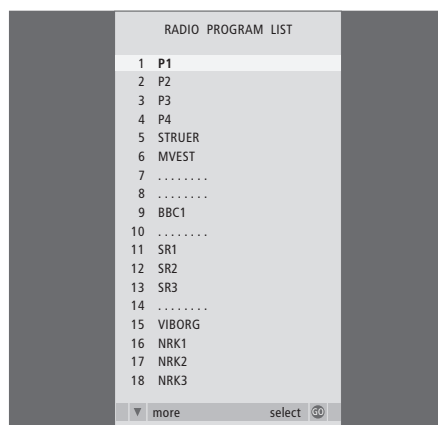 RADIO PROGRAM LIST
1 P1
2 P2
3 P3
4 P4
5 STRUER
6 MVEST
7 ........
8 ........
9 BBC1
10 ........
11 SR1
12 SR2
13 SR3
14 ........
15 VIBORG
16 NRK1
17 NRK2
18 NRK3
▼ more select GO